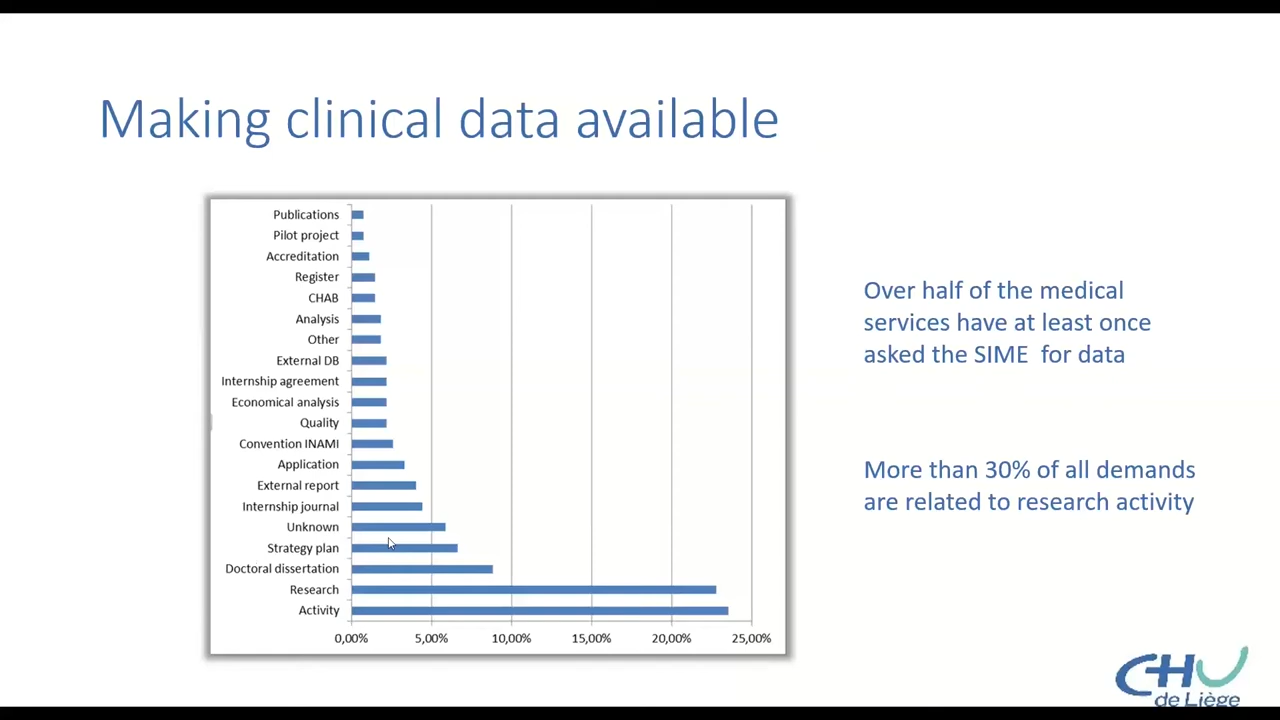 Making clinical data available
Publications
Pilot project
Accreditation
Register
CHAB
Analysis
Other
External DB
Internship agreement
Economical analysis
Quality
Convention INAMI
Application
External report
Internship journal
Unknown
Strategy plan
Doctoral dissertation
Research
Activity
0,00% 5,00% 10,00% 15,00% 20,00% 25,00%
Over half of the medical
services have at least once
asked the SIME for data
More than 30% of all demands
are related to research activity
CHU
de Liège